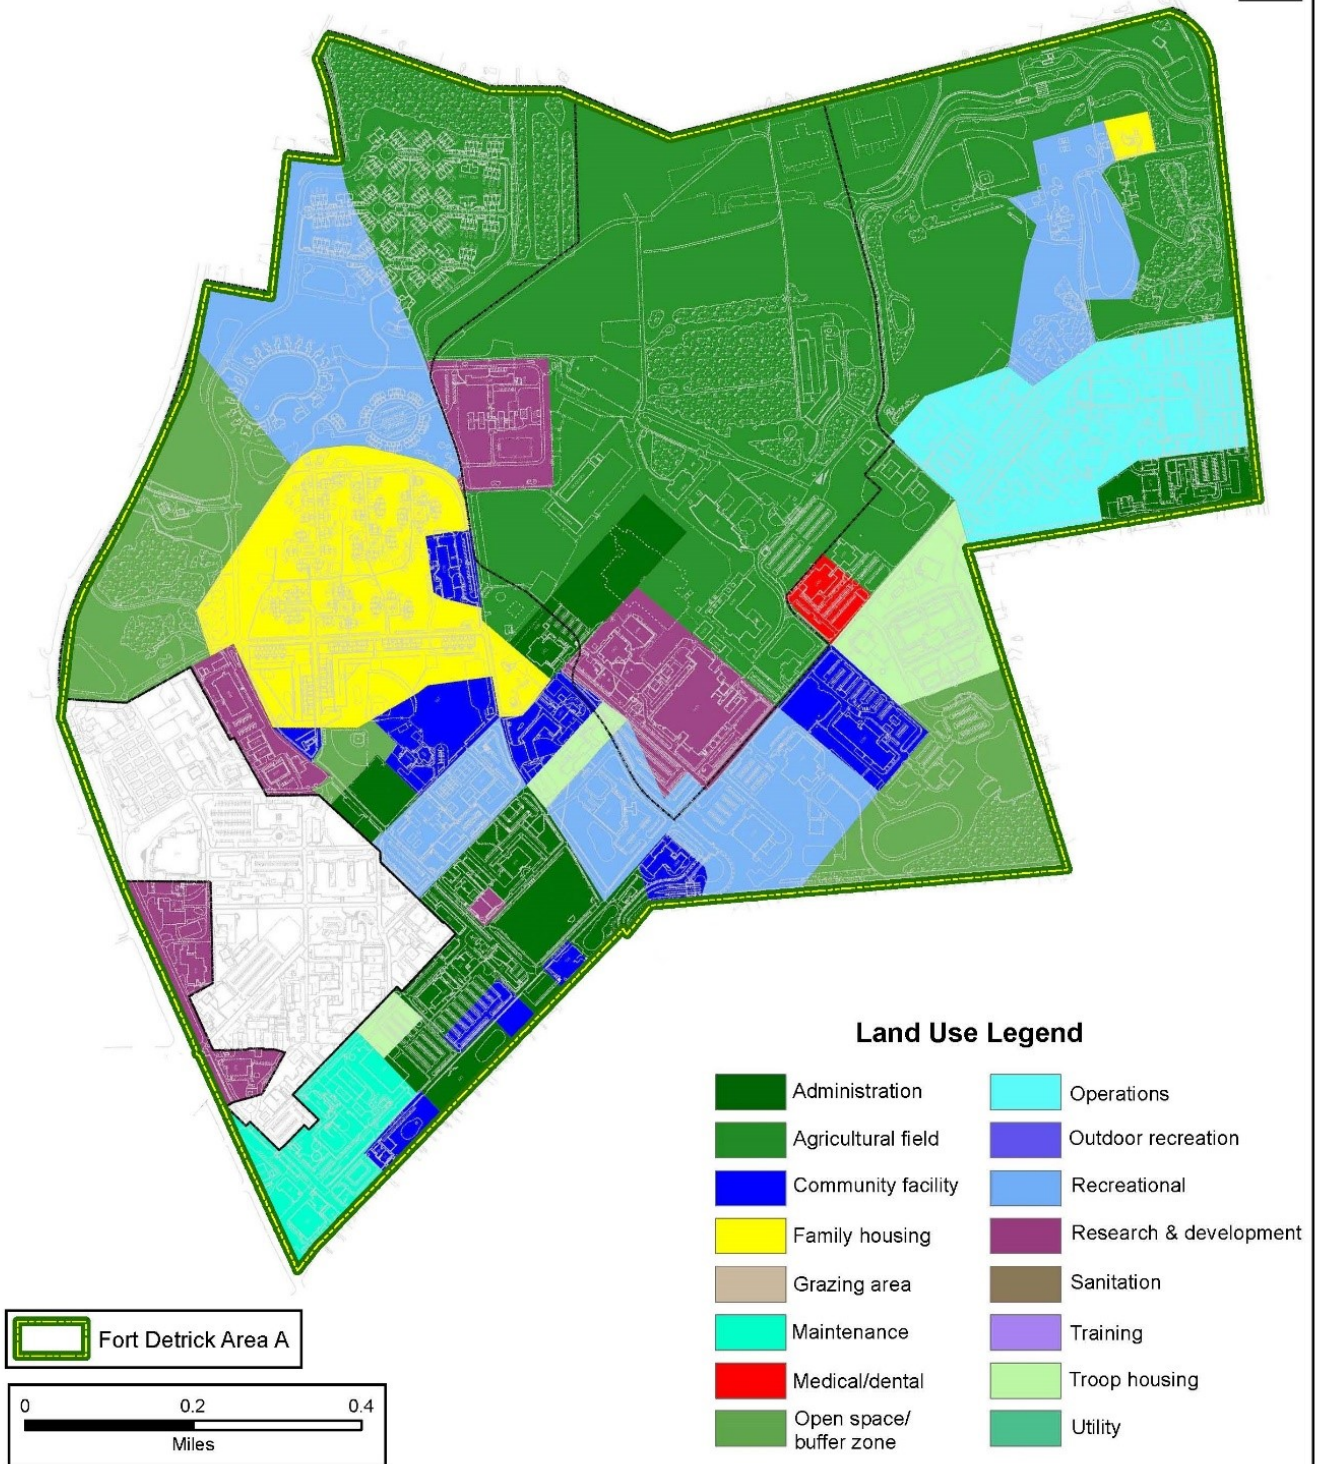 Land Use Legend
Administration
Agricultural field
Community facility
Family housing
Grazing area
Maintenance
Medical/dental
Open space/
buffer zone
Operations
Outdoor recreation
Recreational
Research & development
Sanitation
Training
Troop housing
Utility
Fort Detrick Area A
0 0.2 0.4
Miles